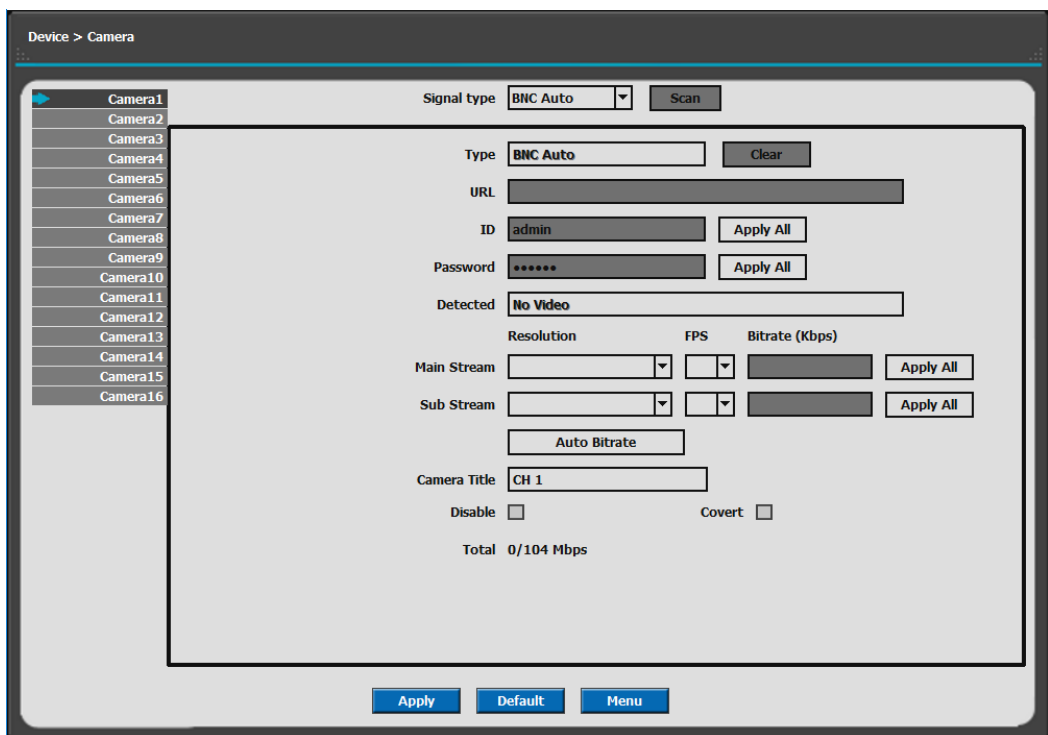 Device > Camera
Camera1
Camera2
Camera3
Camera4
Camera5
Camera6
Camera7
Camera8
Camera9
Camera10
Camera11
Camera12
Camera13
Camera14
Camera15
Camera16
Signal type BNC Auto Scan
Type BNC Auto Clear
URL
ID admin Apply All
Password •••••• Apply All
Detected No Video
Resolution FPS Bitrate (Kbps)
Main Stream Apply All
Sub Stream Apply All
Auto Bitrate
Camera Title CH 1
Disable Covert
Total 0/104 Mbps
Apply Default Menu